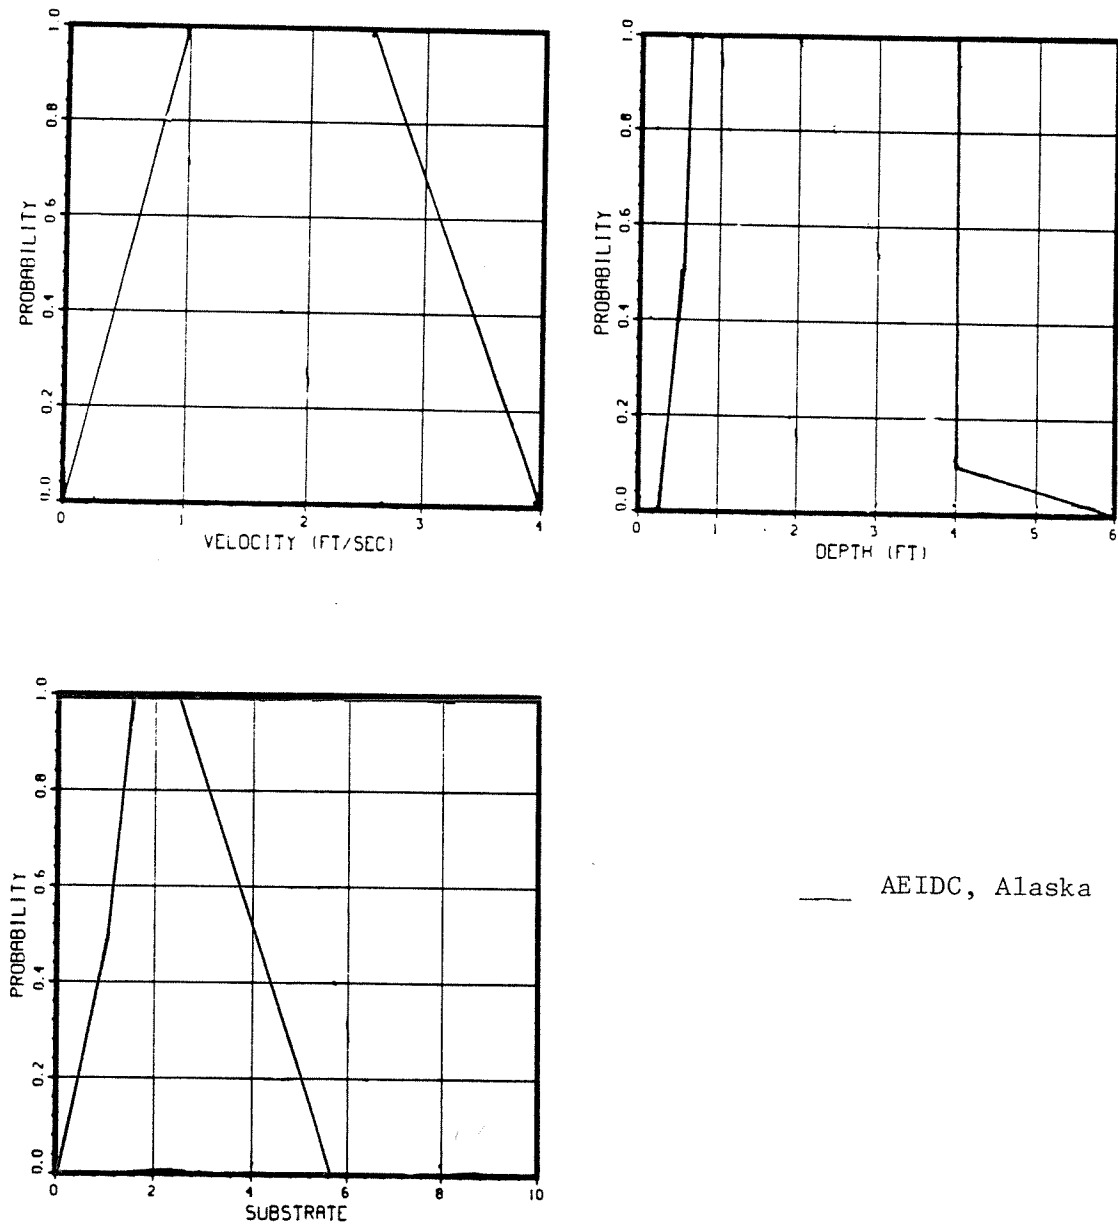 PROBABILITY
1.0
0.8
0.6
0.4
0.2
0.0
0 1 2 3 4
VELOCITY (FT/SEC)
PROBABILITY
1.0
0.8
0.6
0.4
0.2
0.0
0 1 2 3 4 5 6
DEPTH (FT)
PROBABILITY
1.0
0.8
0.6
0.4
0.2
0.0
0 2 4 6 8 10
SUBSTRATE
AEIDC, Alaska